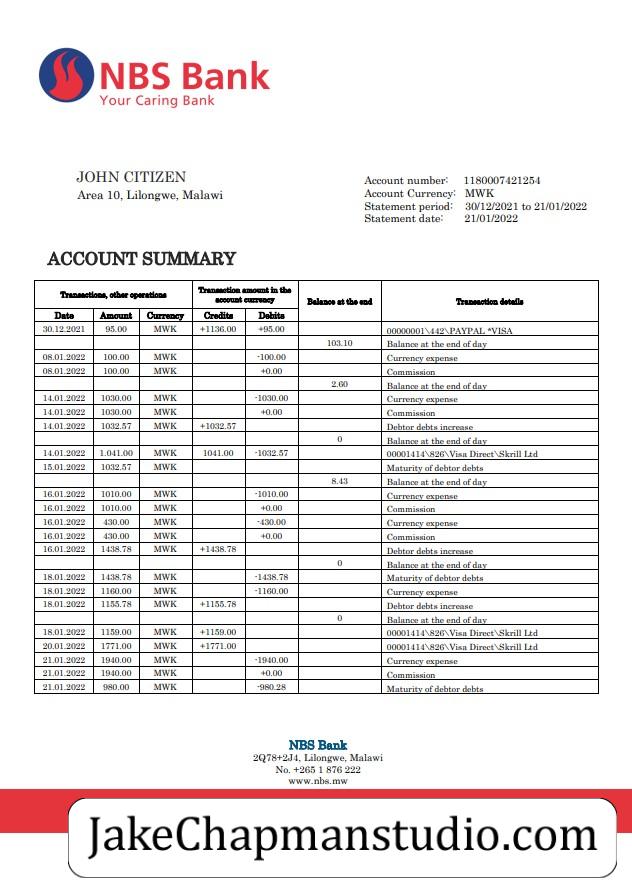 NBS Bank
Your Caring Bank
JOHN CITIZEN
Area 10, Lilongwe, Malawi
Account number: 1180007421254
Account Currency: MWK
Statement period: 30/12/2021 to 21/01/2022
Statement date: 21/01/2022
ACCOUNT SUMMARY
Transactions, other operations Transaction amount in the account currency Balance at the end Transaction details
Date Amount Currency Credits Debits
30.12.2021 95.00 MWK +1136.00 +95.00 00000001\442\PAYPAL *VISA
103.10 Balance at the end of day
08.01.2022 100.00 MWK -100.00 Currency expense
08.01.2022 100.00 MWK +0.00 Commission
2.60 Balance at the end of day
14.01.2022 1030.00 MWK -1030.00 Currency expense
14.01.2022 1030.00 MWK +0.00 Commission
14.01.2022 1032.57 MWK +1032.57 Debtor debts increase
0 Balance at the end of day
14.01.2022 1.041.00 MWK 1041.00 -1032.57 00001414\826\Visa Direct\Skrill Ltd
15.01.2022 1032.57 MWK Maturity of debtor debts
8.43 Balance at the end of day
16.01.2022 1010.00 MWK -1010.00 Currency expense
16.01.2022 1010.00 MWK +0.00 Commission
16.01.2022 430.00 MWK -430.00 Currency expense
16.01.2022 430.00 MWK +0.00 Commission
16.01.2022 1438.78 MWK +1438.78 Debtor debts increase
0 Balance at the end of day
18.01.2022 1438.78 MWK -1438.78 Maturity of debtor debts
18.01.2022 1160.00 MWK -1160.00 Currency expense
18.01.2022 1155.78 MWK +1155.78 Debtor debts increase
0 Balance at the end of day
18.01.2022 1159.00 MWK +1159.00 00001414\826\Visa Direct\Skrill Ltd
20.01.2022 1771.00 MWK +1771.00 00001414\826\Visa Direct\Skrill Ltd
21.01.2022 1940.00 MWK -1940.00 Currency expense
21.01.2022 1940.00 MWK +0.00 Commission
21.01.2022 980.00 MWK -980.28 Maturity of debtor debts
NBS Bank
2Q78+2J4, Lilongwe, Malawi
No. +265 1 876 222
www.nbs.mw
JakeChapmanstudio.com